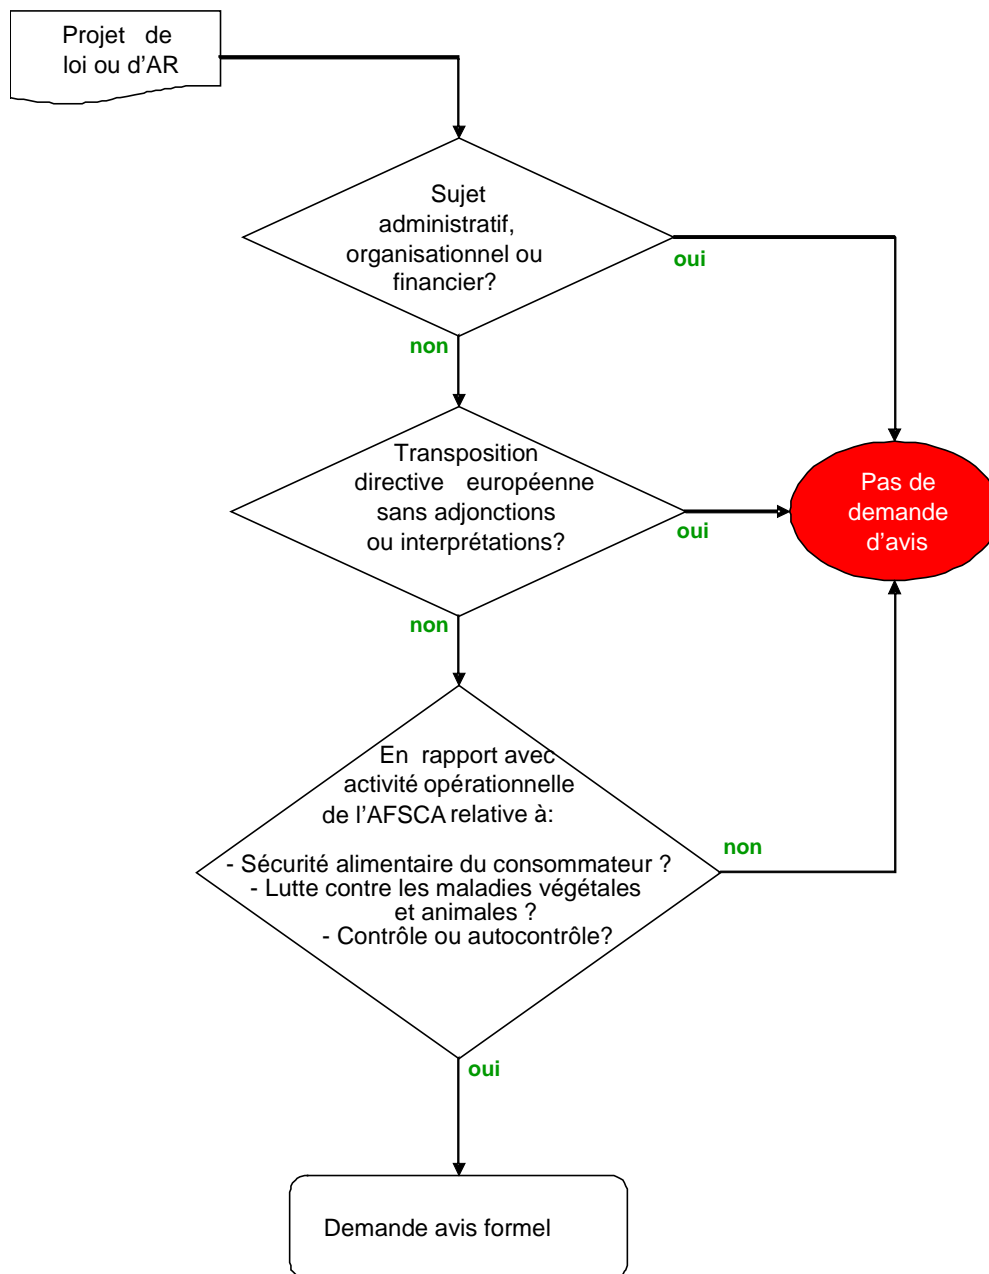 Projet de
loi ou d'AR
Sujet
administratif,
organisationnel ou
financier?
oui
non
Transposition
directive européenne
sans adjonctions
ou interprétations?
oui
Pas de
demande
d'avis
non
En rapport avec
activité opérationnelle
de l'AFSCA relative à:
- Sécurité alimentaire du consommateur ?
- Lutte contre les maladies végétales
et animales ?
- Contrôle ou autocontrôle?
non
oui
Demande avis formel